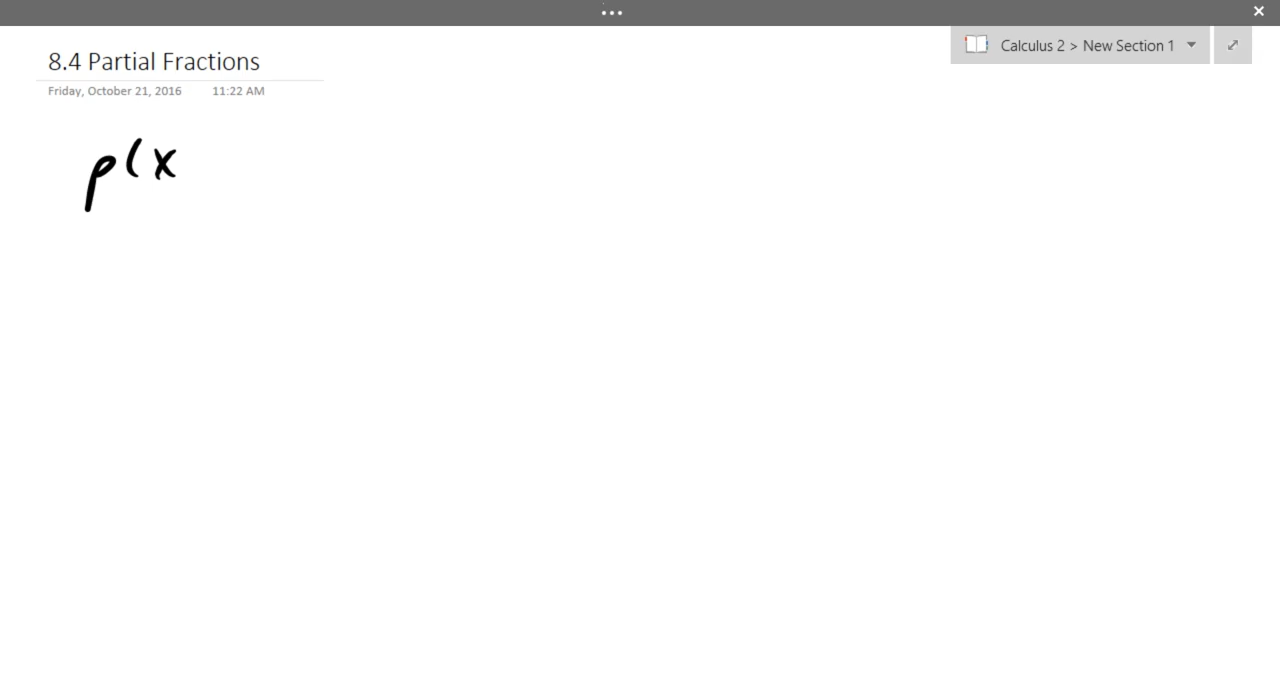 Calculus 2 > New Section 1
8.4 Partial Fractions
Friday, October 21, 2016 11:22 AM
p(x